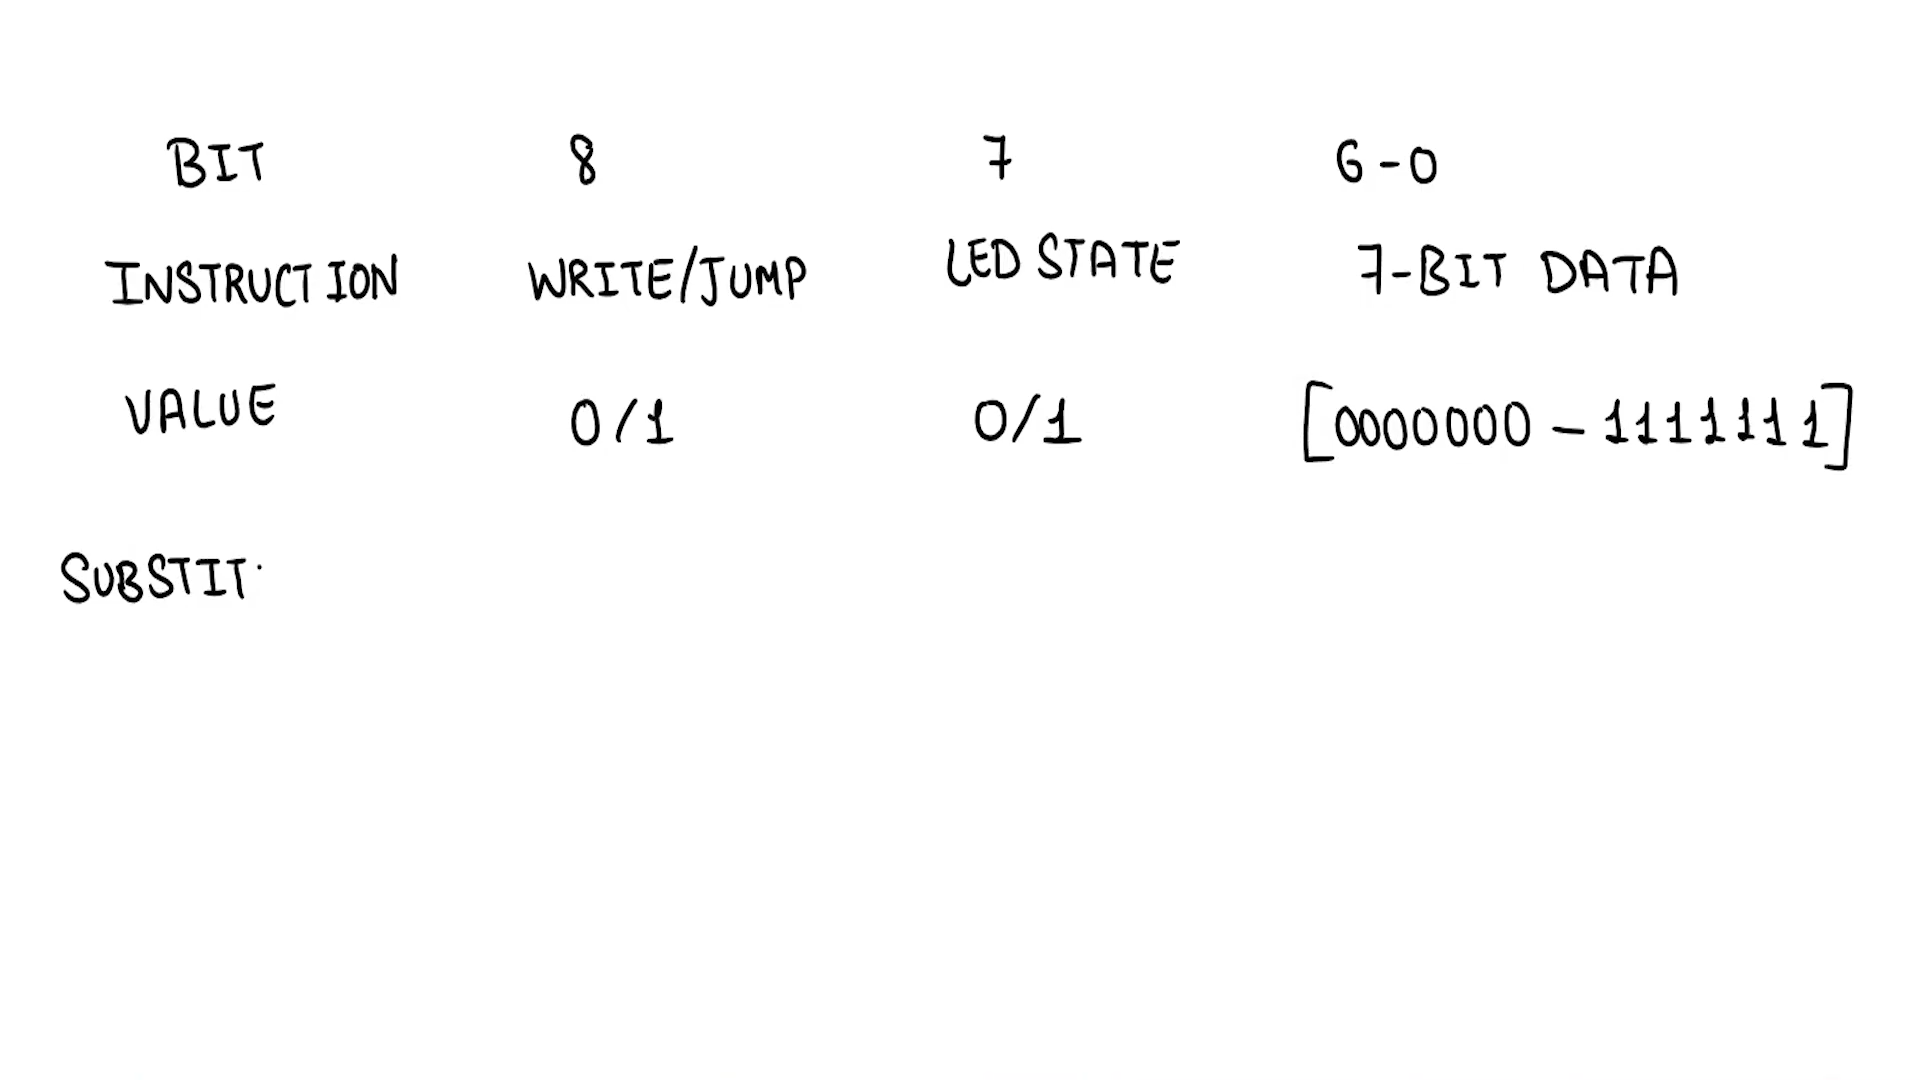 BIT 8 7 6-0
INSTRUCTION WRITE/JUMP LED STATE 7-BIT DATA
VALUE 0/1 0/1 [0000000 - 1111111]
SUBSTIT